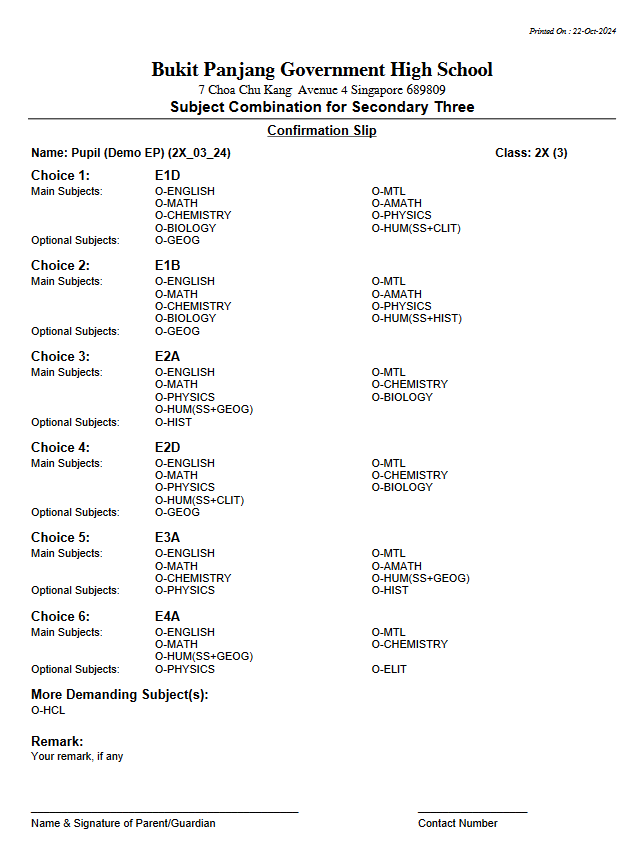 Printed On : 22-Oct-2024
Bukit Panjang Government High School
7 Choa Chu Kang Avenue 4 Singapore 689809
Subject Combination for Secondary Three
Confirmation Slip
Name: Pupil (Demo EP) (2X_03_24) Class: 2X (3)
Choice 1: E1D
Main Subjects: O-ENGLISH O-MTL
O-MATH O-AMATH
O-CHEMISTRY O-PHYSICS
O-BIOLOGY O-HUM(SS+CLIT)
Optional Subjects: O-GEOG
Choice 2: E1B
Main Subjects: O-ENGLISH O-MTL
O-MATH O-AMATH
O-CHEMISTRY O-PHYSICS
O-BIOLOGY O-HUM(SS+HIST)
Optional Subjects: O-GEOG
Choice 3: E2A
Main Subjects: O-ENGLISH O-MTL
O-MATH O-CHEMISTRY
O-PHYSICS O-BIOLOGY
O-HUM(SS+GEOG)
Optional Subjects: O-HIST
Choice 4: E2D
Main Subjects: O-ENGLISH O-MTL
O-MATH O-CHEMISTRY
O-PHYSICS O-BIOLOGY
O-HUM(SS+CLIT)
Optional Subjects: O-GEOG
Choice 5: E3A
Main Subjects: O-ENGLISH O-MTL
O-MATH O-AMATH
O-CHEMISTRY O-HUM(SS+GEOG)
Optional Subjects: O-PHYSICS O-HIST
Choice 6: E4A
Main Subjects: O-ENGLISH O-MTL
O-MATH O-CHEMISTRY
O-HUM(SS+GEOG)
Optional Subjects: O-PHYSICS O-ELIT
More Demanding Subject(s):
O-HCL
Remark:
Your remark, if any
Name & Signature of Parent/Guardian Contact Number